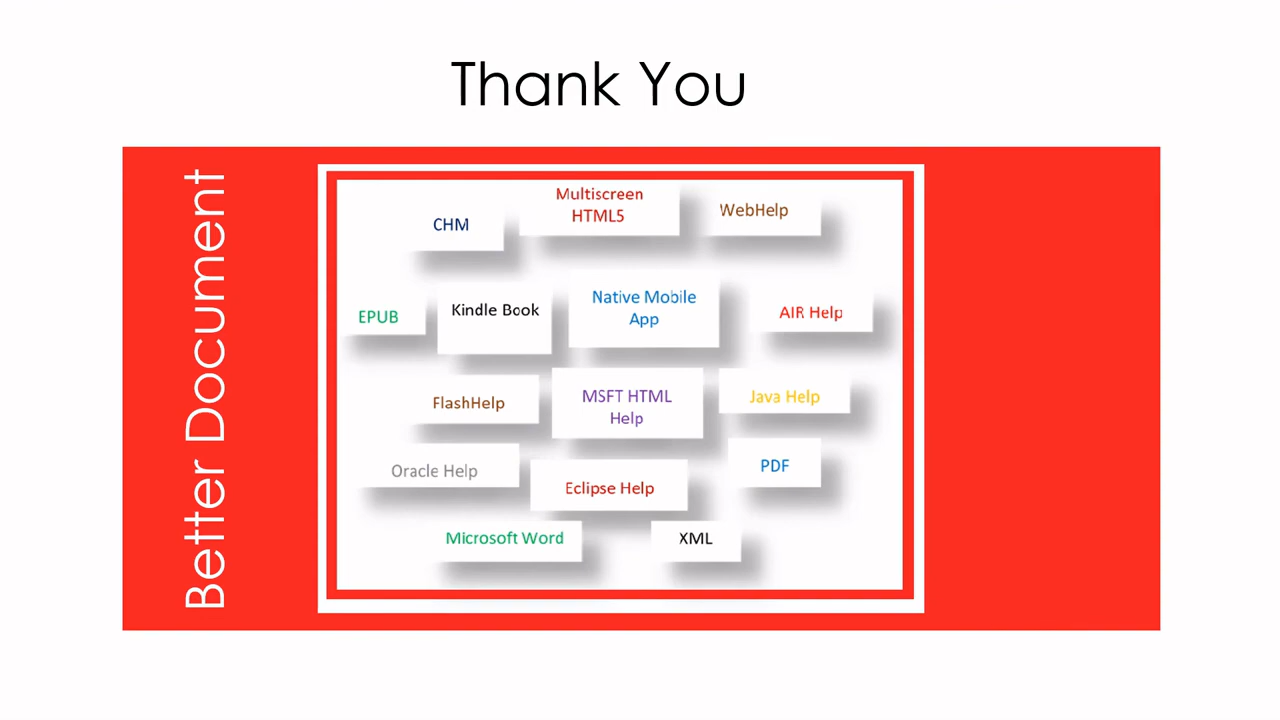 Thank You
Better Document
Multiscreen
HTML5
WebHelp
CHM
Native Mobile
App
Kindle Book
AIR Help
EPUB
MSFT HTML
Help
Java Help
FlashHelp
PDF
Oracle Help
Eclipse Help
Microsoft Word
XML